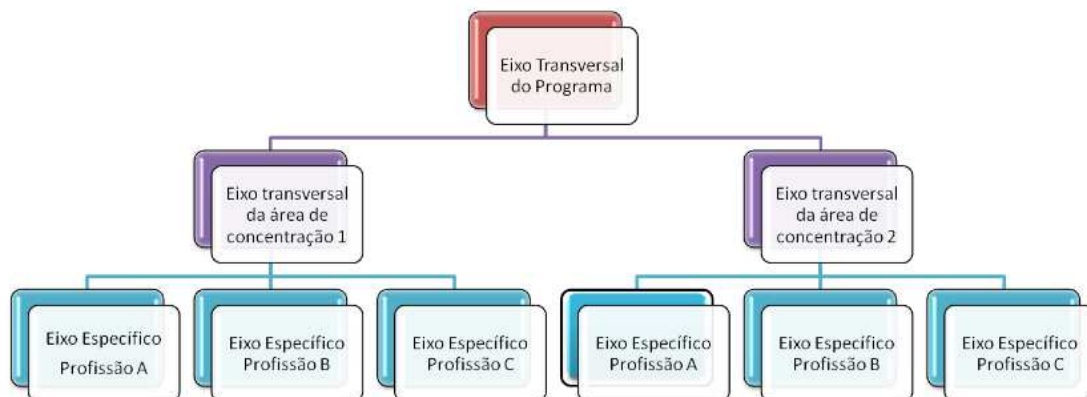 Eixo Transversal
do Programa
Eixo transversal
da área de
concentração 1
Eixo transversal
da área de
concentração 2
Eixo Específico
Profissão A
Eixo Específico
Profissão B
Eixo Específico
Profissão C
Eixo Específico
Profissão A
Eixo Específico
Profissão B
Eixo Específico
Profissão C